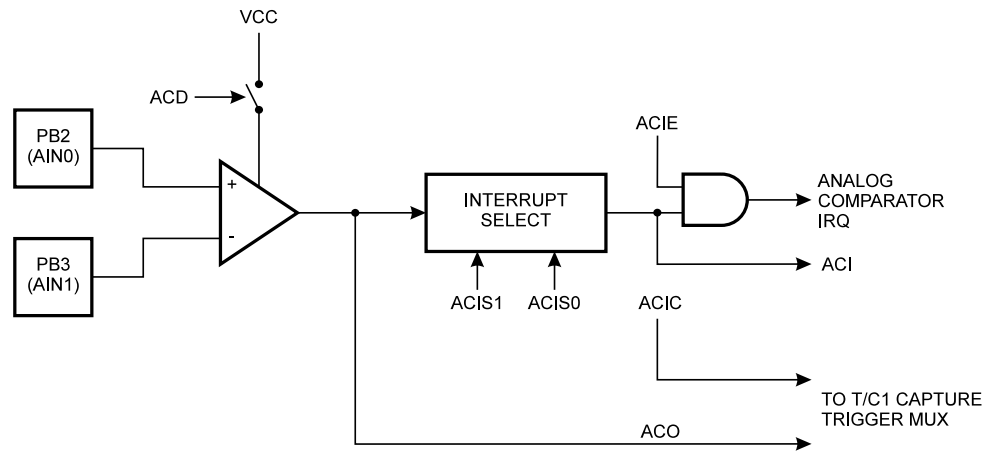 VCC
ACD
PB2
(AIN0)
+
-
PB3
(AIN1)
INTERRUPT
SELECT
ACIS1
ACIS0
ACIE
ANALOG
COMPARATOR
IRQ
ACI
ACIC
TO T/C1 CAPTURE
TRIGGER MUX
ACO